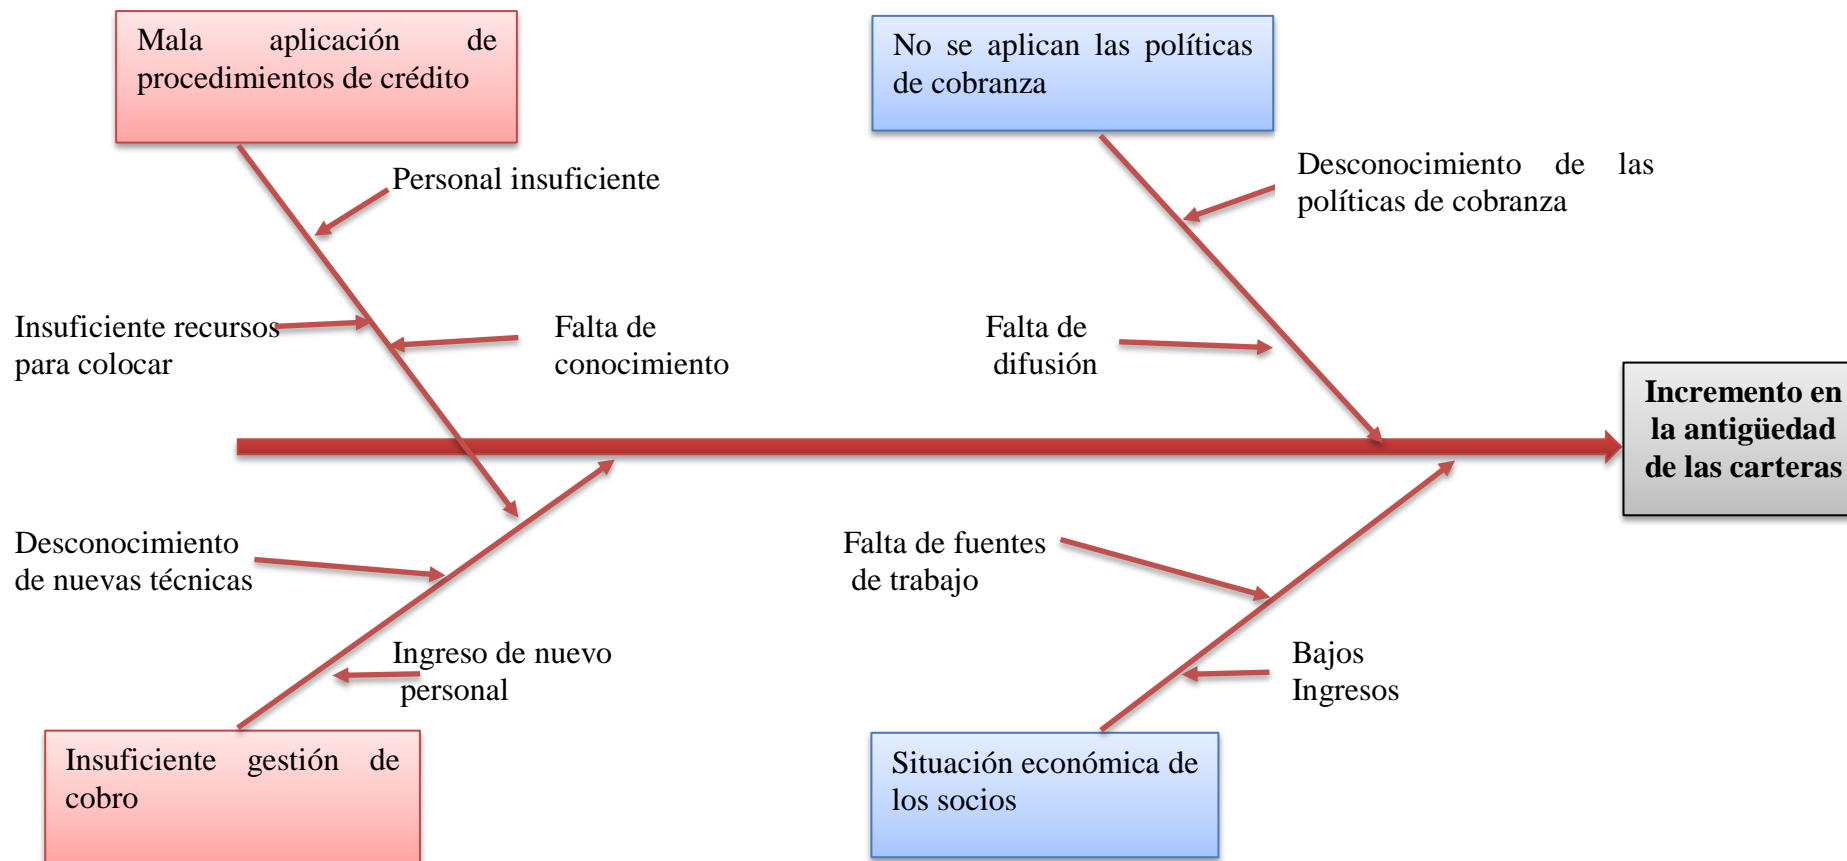 Mala aplicación de
procedimientos de crédito
No se aplican las políticas
de cobranza
Personal insuficiente
Desconocimiento de las
políticas de cobranza
Insuficiente recursos
para colocar
Falta de
conocimiento
Falta de
difusión
Incremento en
la antigüedad
de las carteras
Desconocimiento
de nuevas técnicas
Falta de fuentes
de trabajo
Ingreso de nuevo
personal
Bajos
Ingresos
Insuficiente gestión de
cobro
Situación económica de
los socios